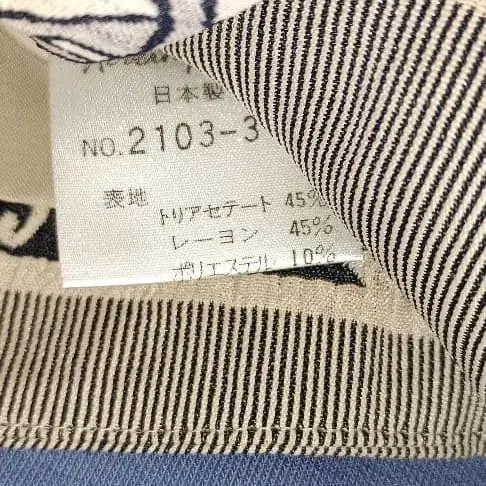 日本製
NO.2103-3
表地
トリアセテート 45%
レーヨン 45%
ポリエステル 10%